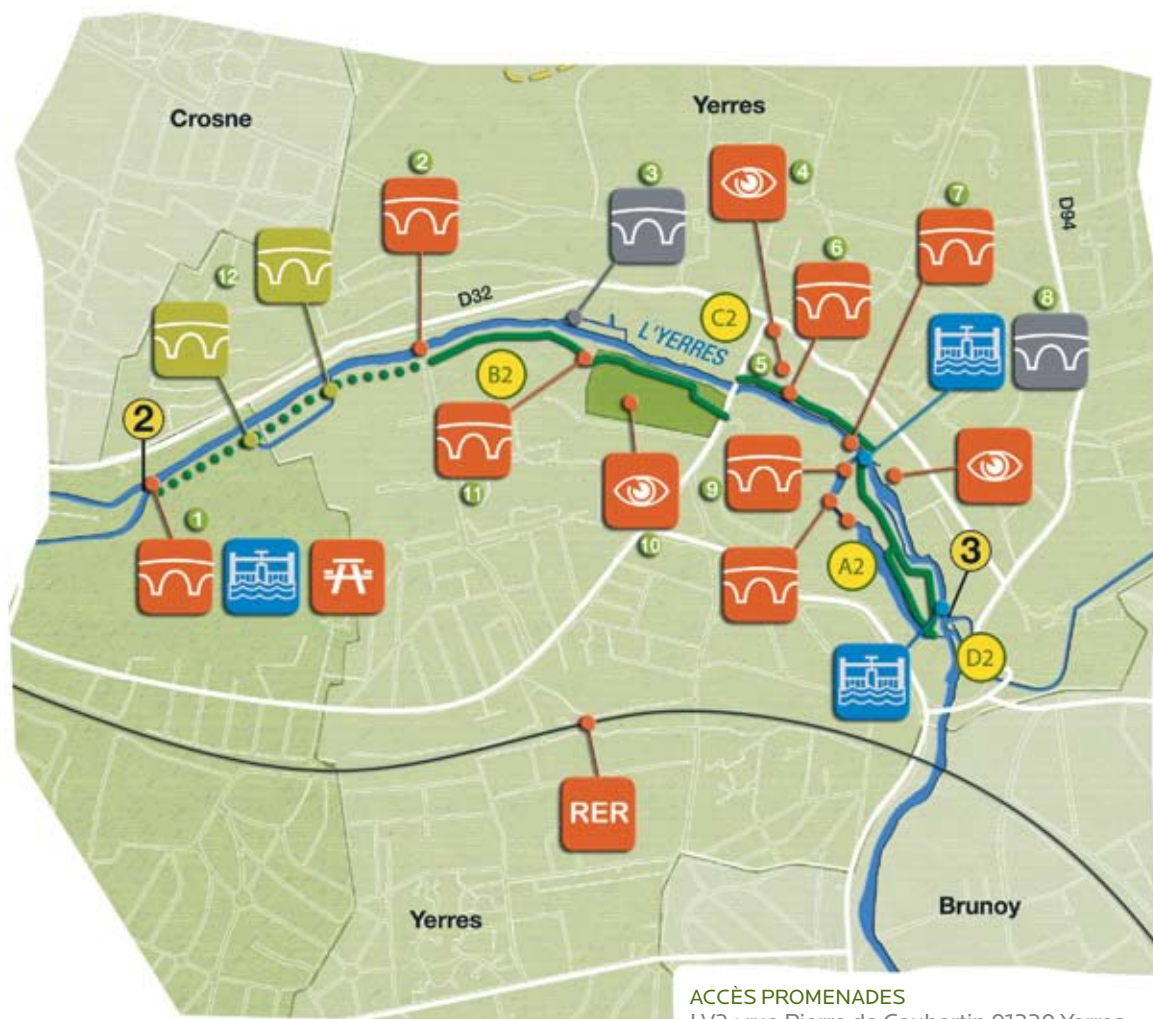 Crosne
Yerres
2
3
4
7
12
6
D94
D32
C2
8
L'YERRES
5
B2
2
11
9
1
10
A2
3
D2
RER
Yerres
Brunoy
ACCÈS PROMENADES